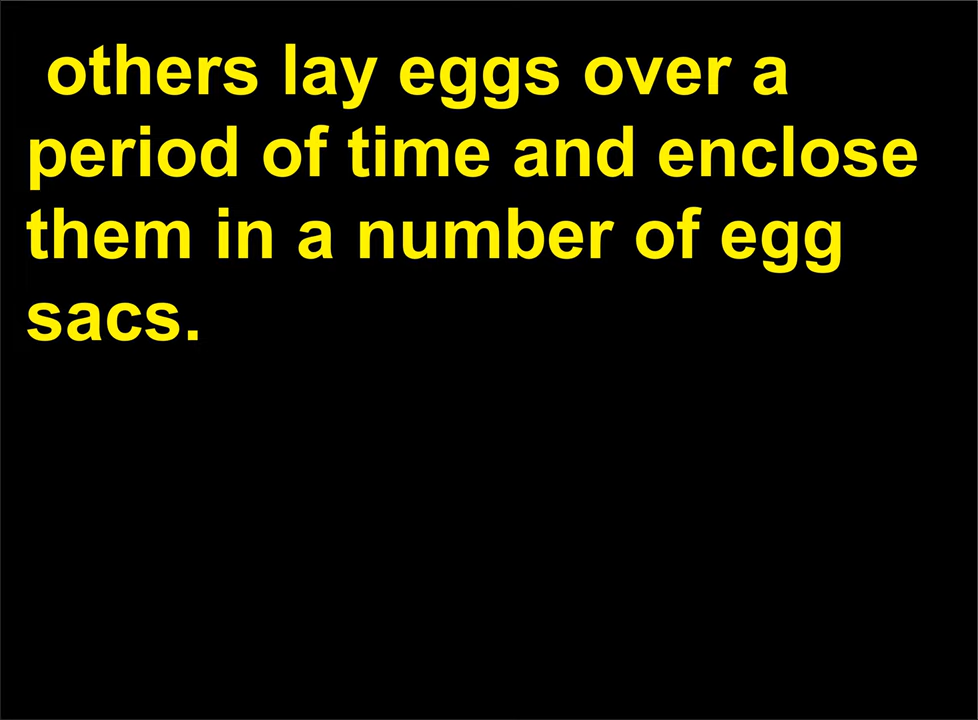 others lay eggs over a
period of time and enclose
them in a number of egg
sacs.